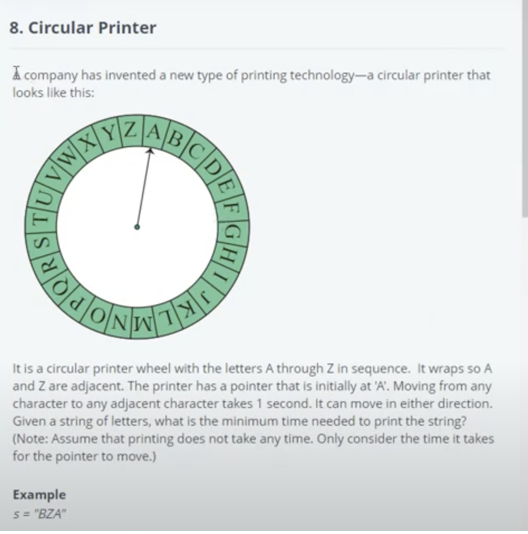 8. Circular Printer
A company has invented a new type of printing technology—a circular printer that
looks like this:
A B C D E F G H I J K L M N O P Q R S T U V W X Y Z
It is a circular printer wheel with the letters A through Z in sequence. It wraps so A
and Z are adjacent. The printer has a pointer that is initially at 'A'. Moving from any
character to any adjacent character takes 1 second. It can move in either direction.
Given a string of letters, what is the minimum time needed to print the string?
(Note: Assume that printing does not take any time. Only consider the time it takes
for the pointer to move.)
Example
s = "BZA"